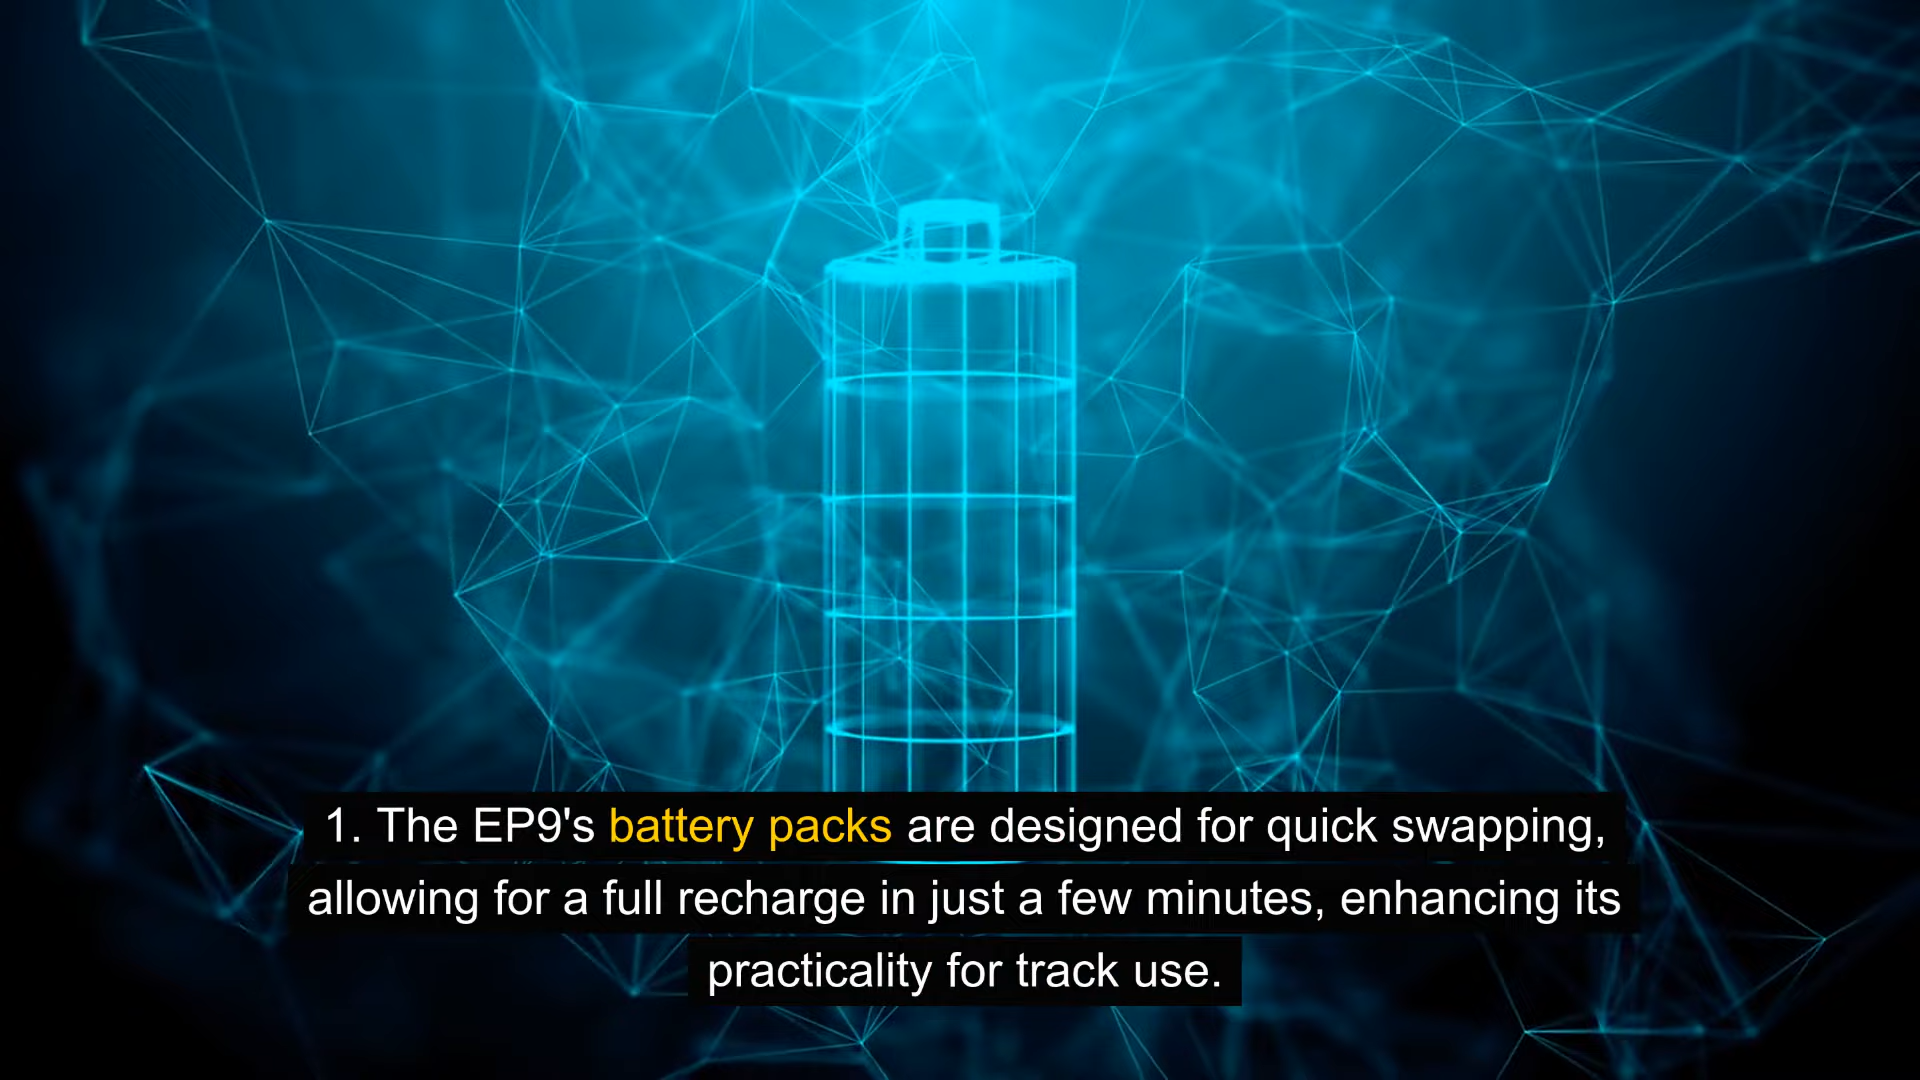 1. The EP9's battery packs are designed for quick swapping,
allowing for a full recharge in just a few minutes, enhancing its
practicality for track use.